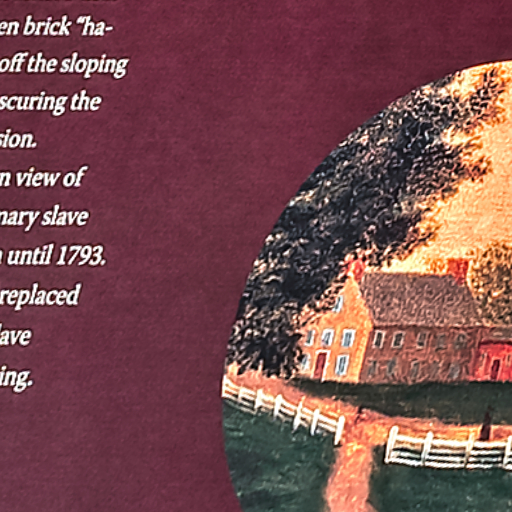 en brick “ha-
off the sloping
scuring the
sion.
n view of
nary slave
until 1793.
replaced
lave
ing.